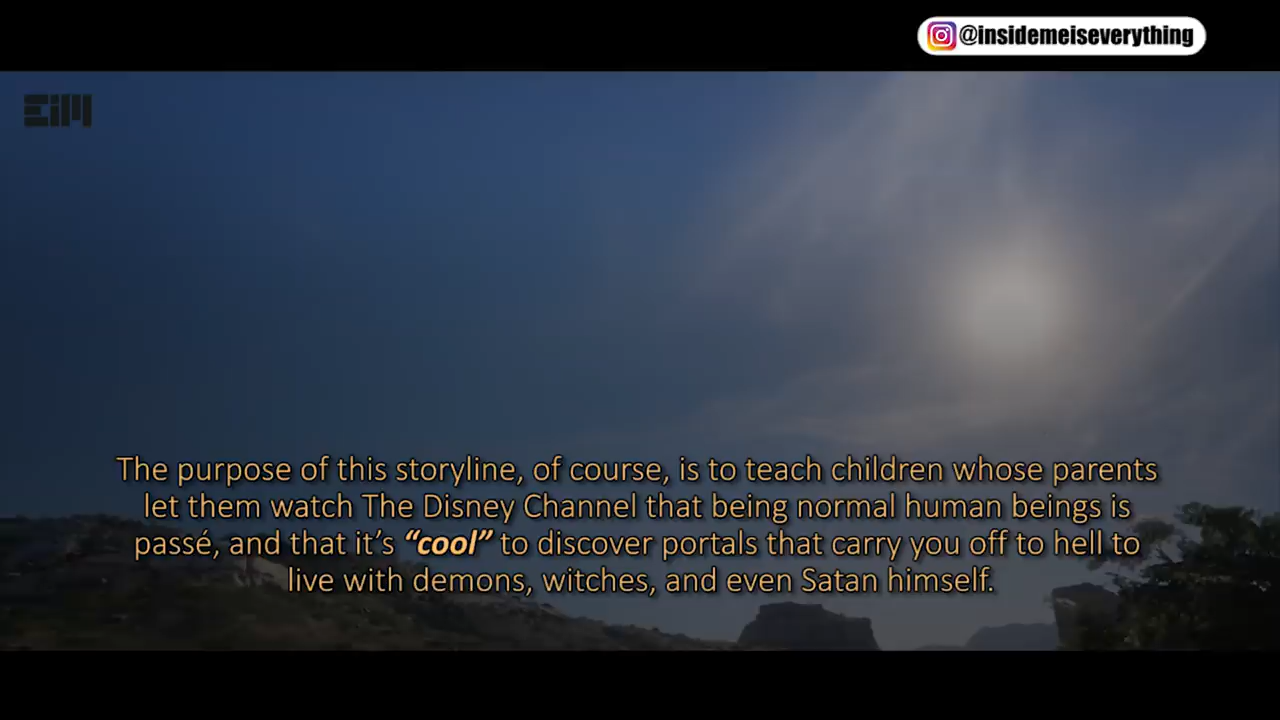 @insidemeiseverything
EiM
The purpose of this storyline, of course, is to teach children whose parents
let them watch The Disney Channel that being normal human beings is
passé, and that it’s “cool” to discover portals that carry you off to hell to
live with demons, witches, and even Satan himself.